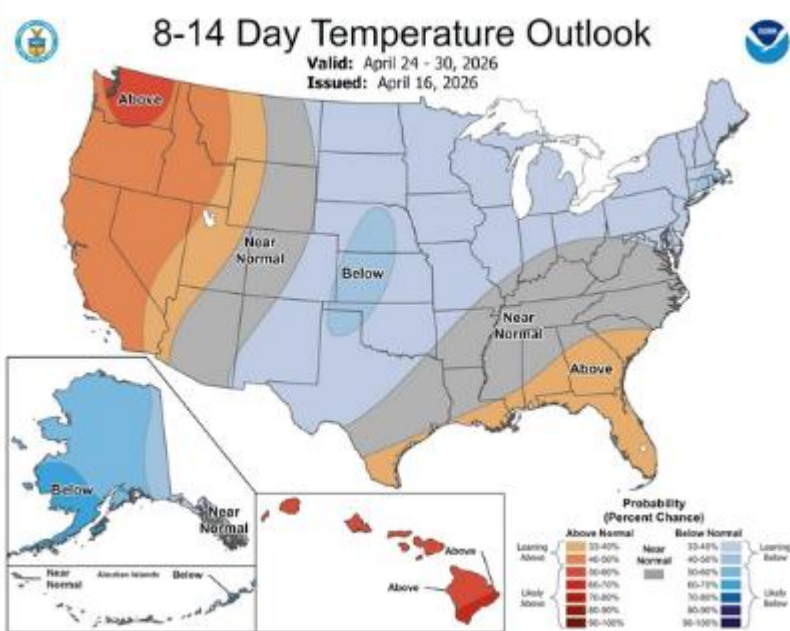 8-14 Day Temperature Outlook
Valid: April 24 - 30, 2026
Issued: April 16, 2026
NOAA
Above
Near
Normal
Below
Near
Normal
Above
Below
Near
Normal
Near
Normal
Aleutian Islands
Below
Above
Above
Probability
(Percent Chance)
Above Normal
Below Normal
Leaning
Above
Likely
Above
33-40%
40-50%
50-60%
60-70%
70-80%
80-90%
90-100%
Near
Normal
33-40%
40-50%
50-60%
60-70%
70-80%
80-90%
90-100%
Leaning
Below
Likely
Below